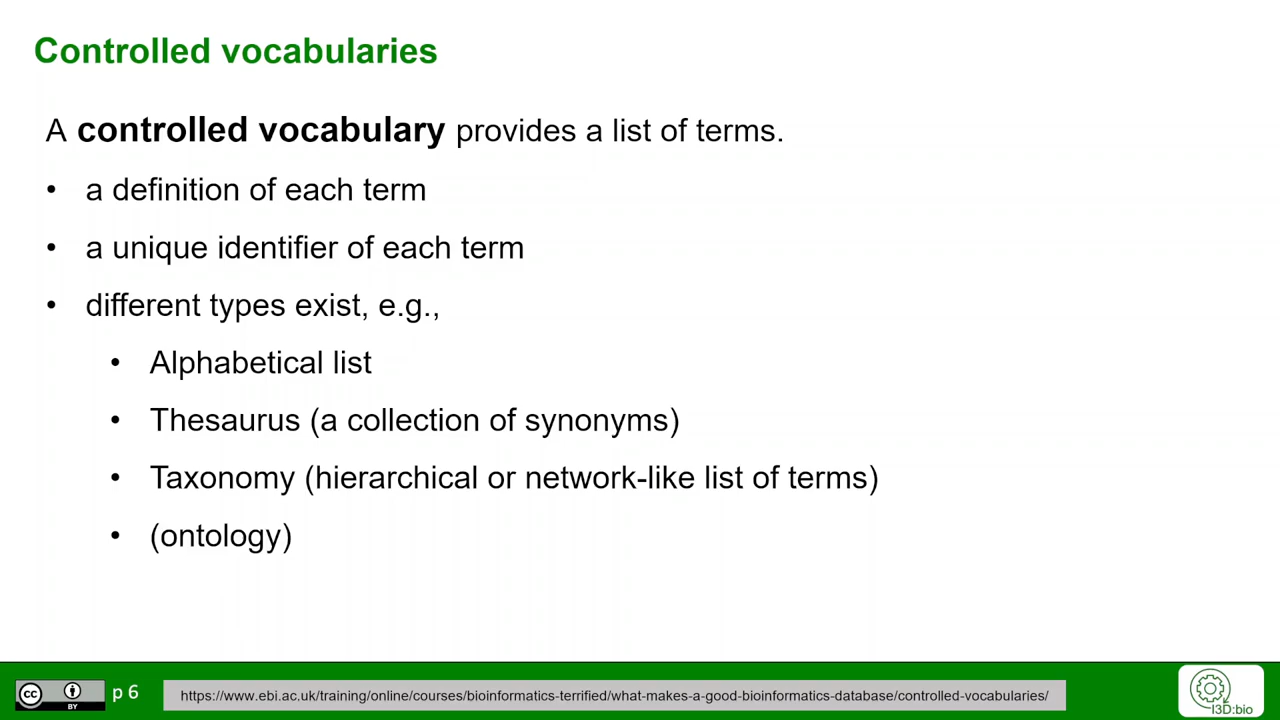 Controlled vocabularies
A controlled vocabulary provides a list of terms.
• a definition of each term
• a unique identifier of each term
• different types exist, e.g.,
• Alphabetical list
• Thesaurus (a collection of synonyms)
• Taxonomy (hierarchical or network-like list of terms)
• (ontology)
cc BY p 6 https://www.ebi.ac.uk/training/online/courses/bioinformatics-terrified/what-makes-a-good-bioinformatics-database/controlled-vocabularies/ I3D:bio